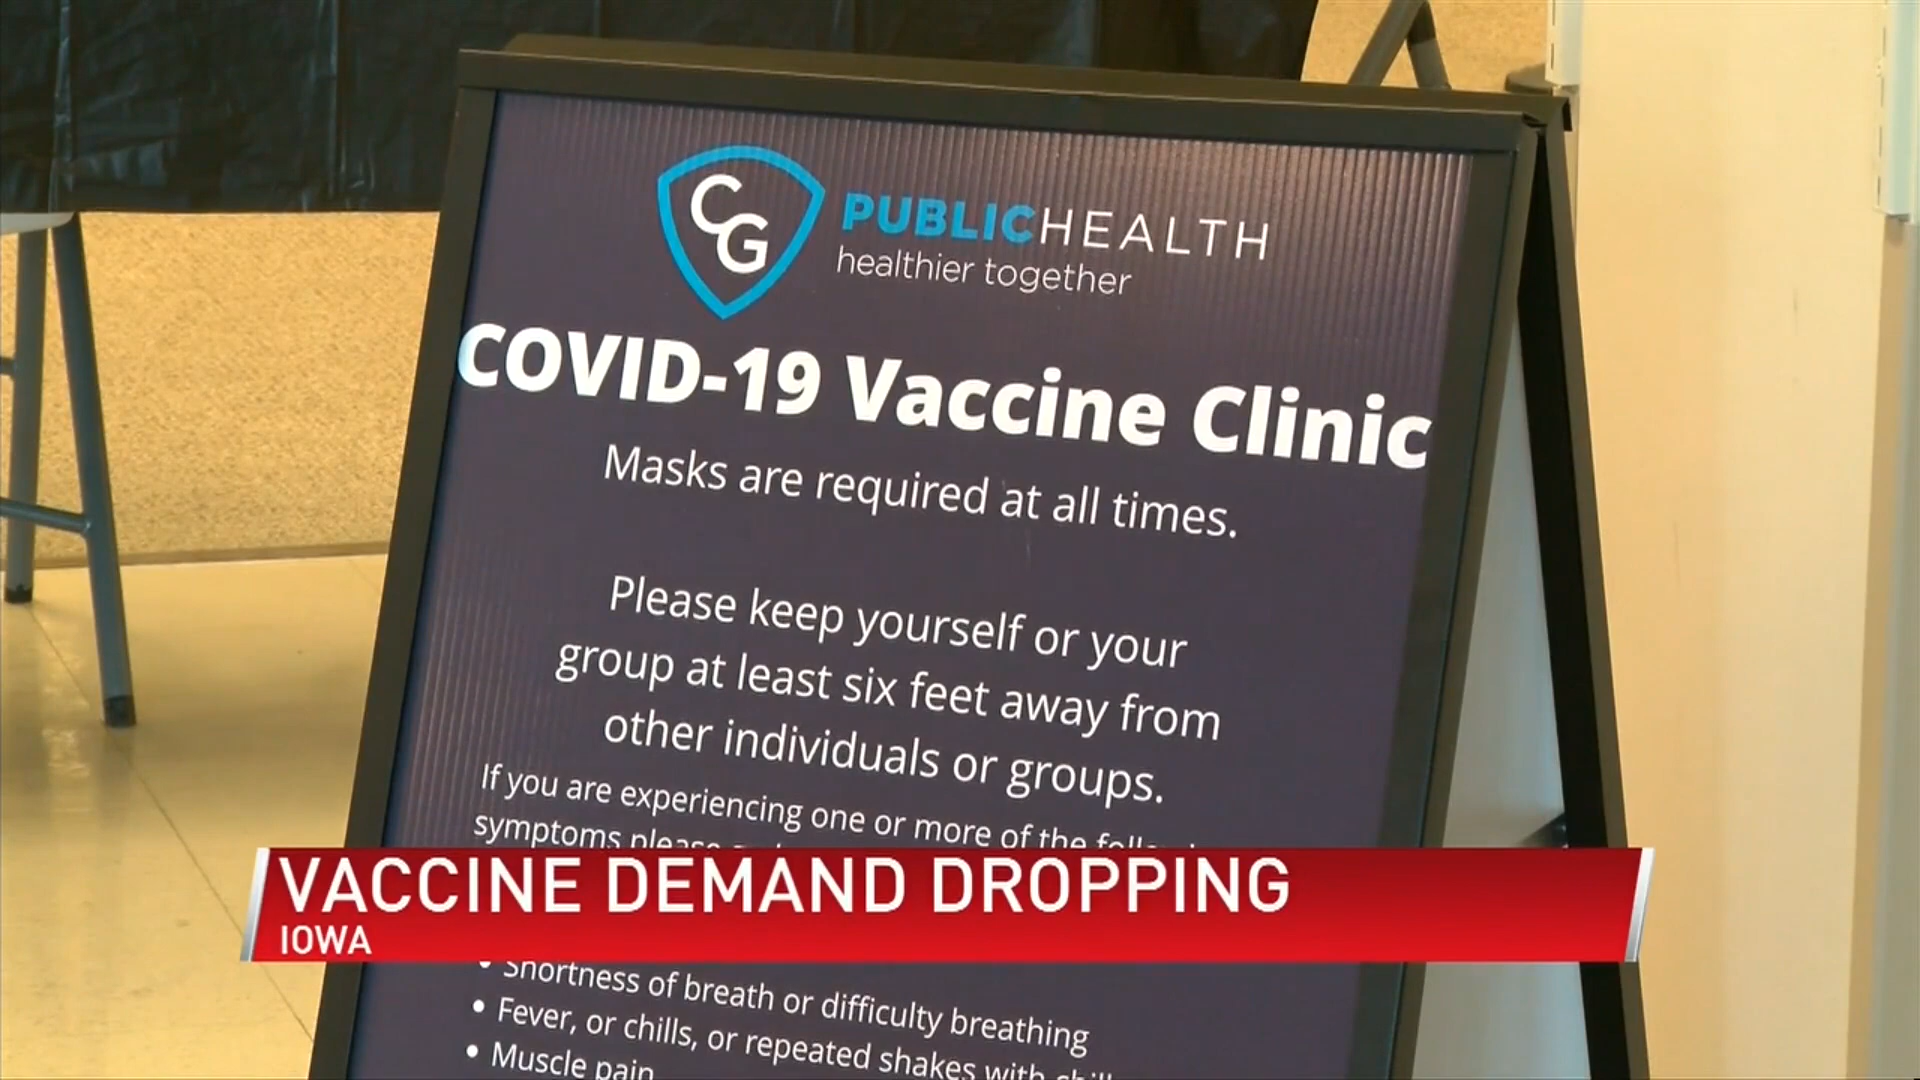 CG
PUBLICHEALTH
healthier together
COVID-19 Vaccine Clinic
Masks are required at all times.
Please keep yourself or your
group at least six feet away from
other individuals or groups.
If you are experiencing one or more of the
symptoms please
VACCINE DEMAND DROPPING
IOWA
• Shortness of breath or difficulty breathing
• Fever, or chills, or repeated shakes with
• Muscle pain